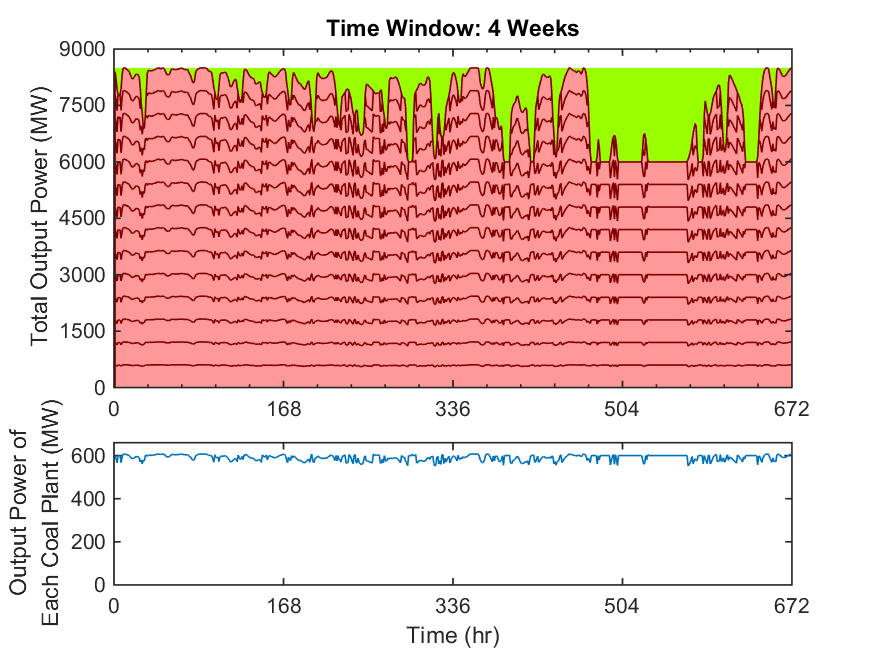 Time Window: 4 Weeks
Total Output Power (MW)
9000
7500
6000
4500
3000
1500
0
0 168 336 504 672
Output Power of
Each Coal Plant (MW)
600
400
200
0
0 168 336 504 672
Time (hr)